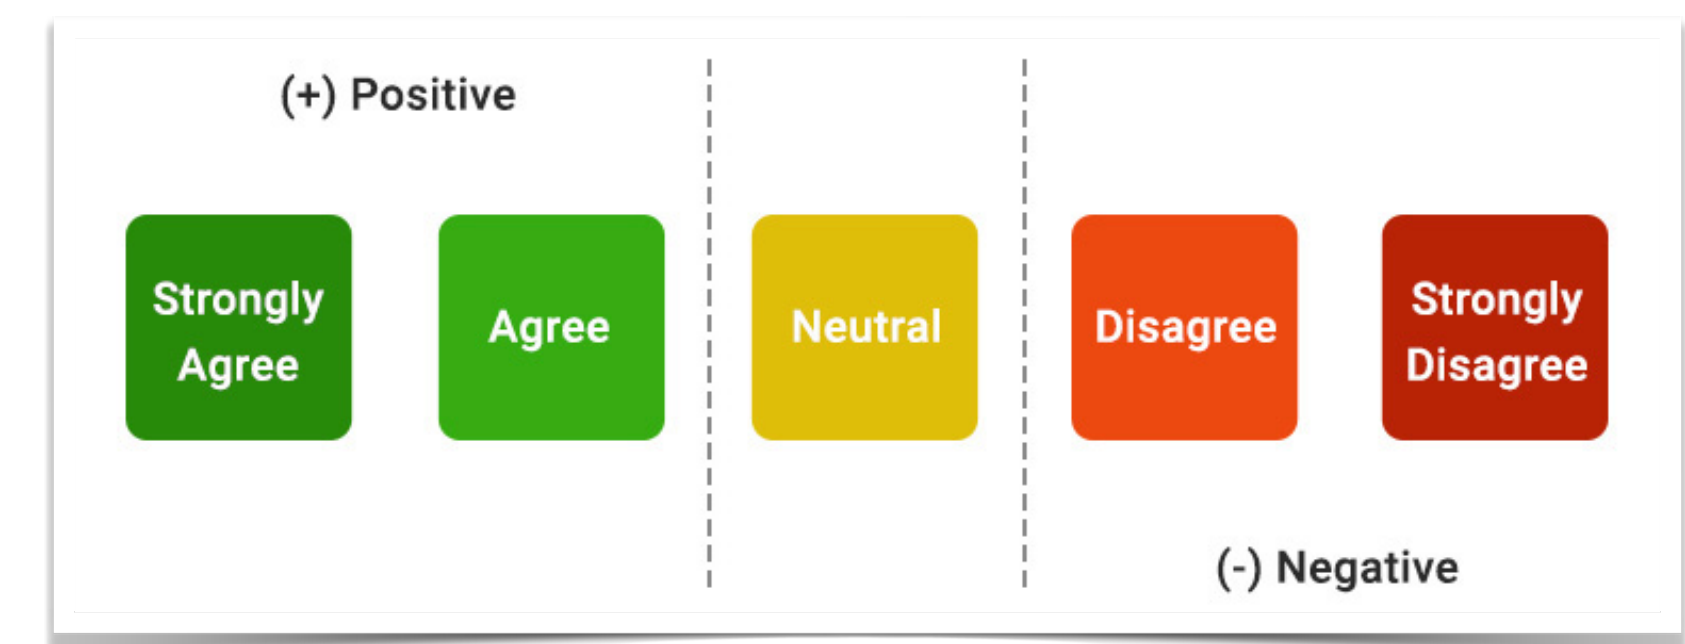 (+) Positive
Strongly
Agree
Agree
Neutral
Disagree
Strongly
Disagree
(-) Negative